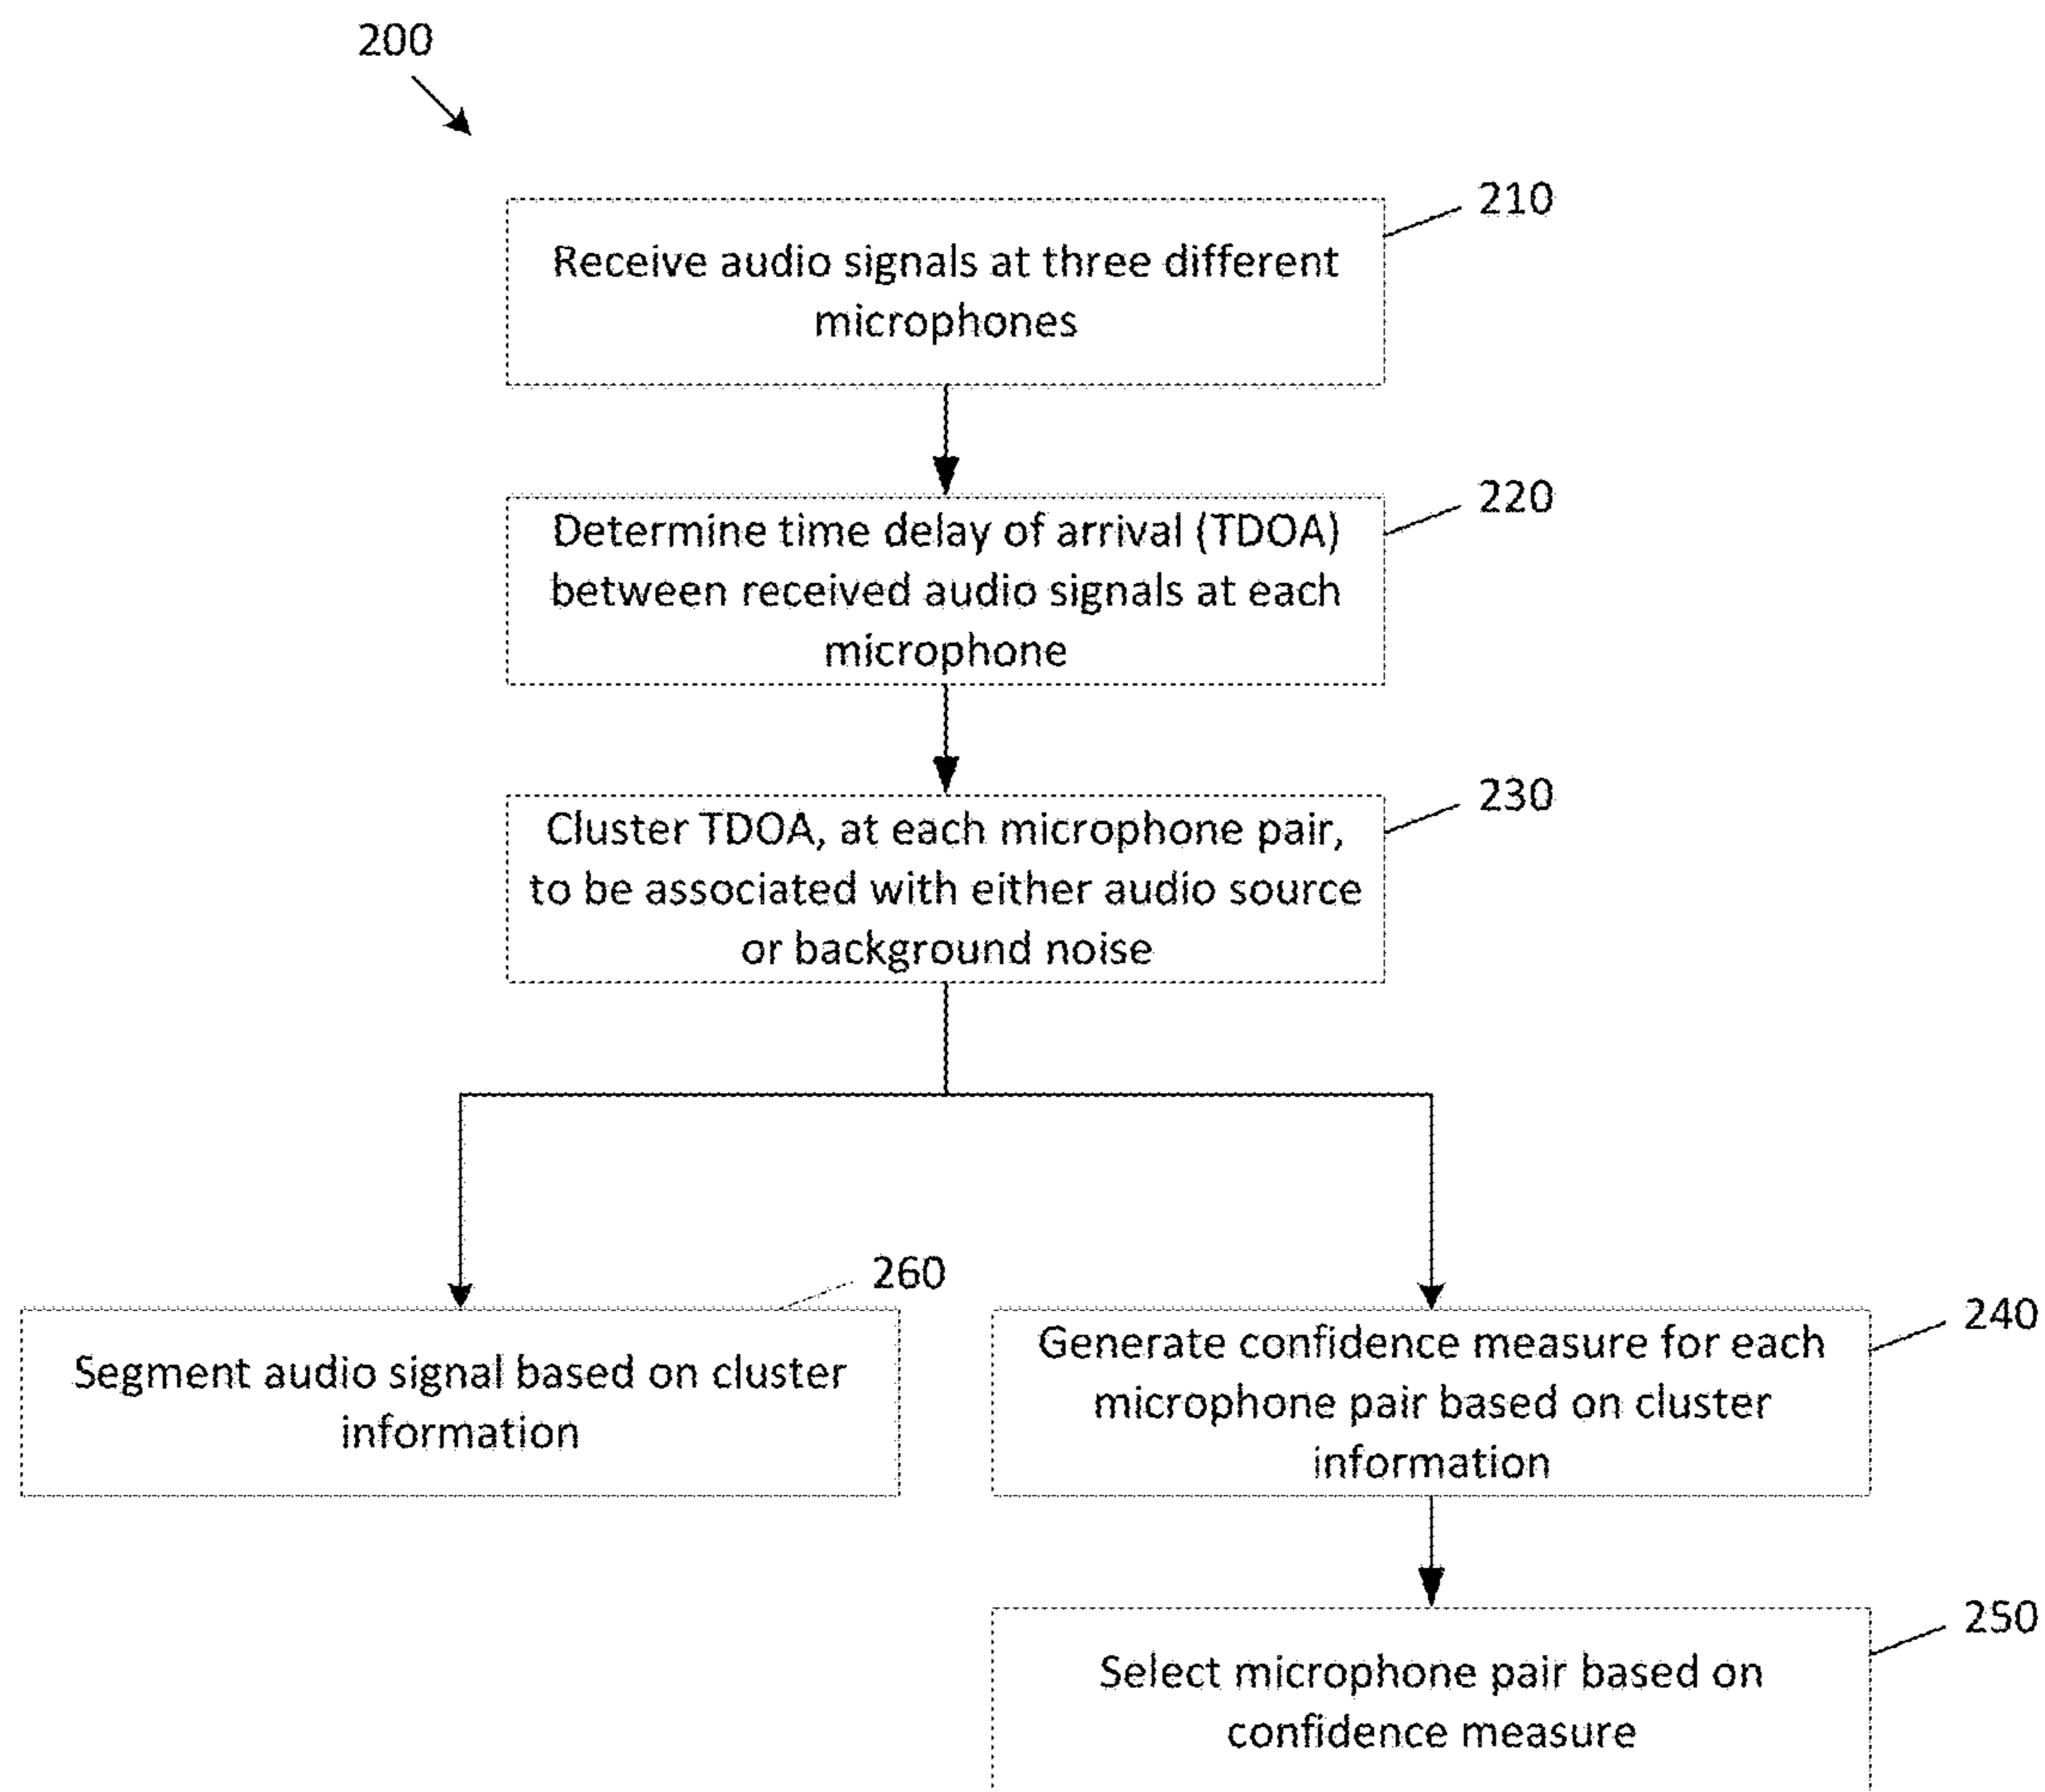 200
210
Receive audio signals at three different
microphones
220
Determine time delay of arrival (TDOA)
between received audio signals at each
microphone
230
Cluster TDOA, at each microphone pair,
to be associated with either audio source
or background noise
260
Segment audio signal based on cluster
information
240
Generate confidence measure for each
microphone pair based on cluster
information
250
Select microphone pair based on
confidence measure